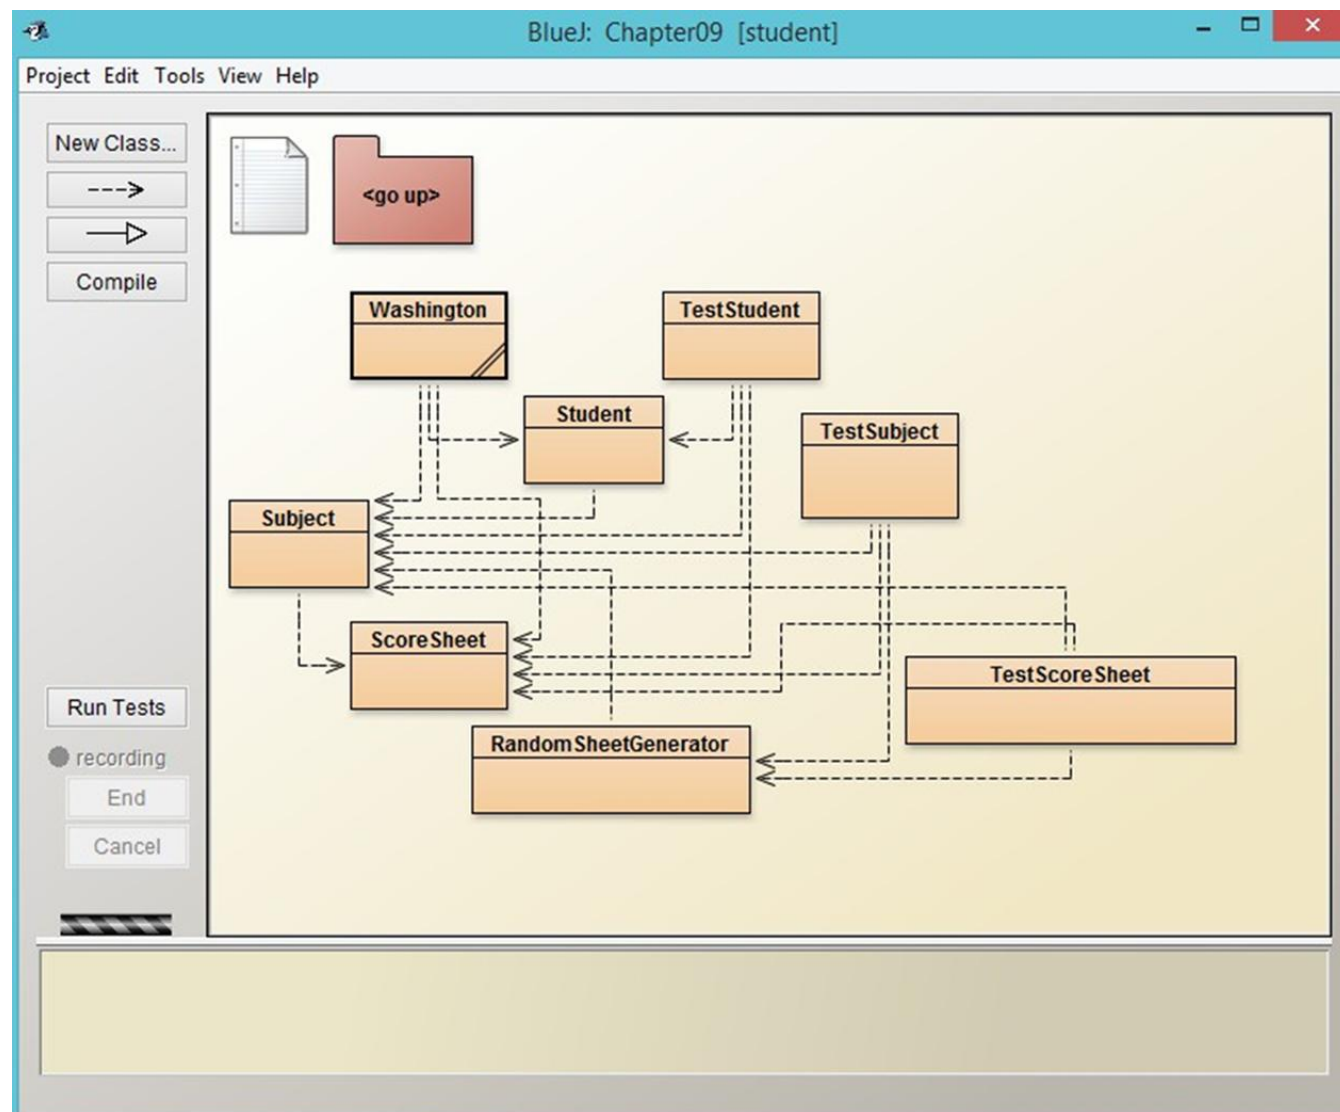 BlueJ: Chapter09 [student]
Project Edit Tools View Help
New Class...
Compile
<go up>
Washington
TestStudent
Student
TestSubject
Subject
ScoreSheet
TestScoreSheet
RandomSheetGenerator
Run Tests
recording
End
Cancel